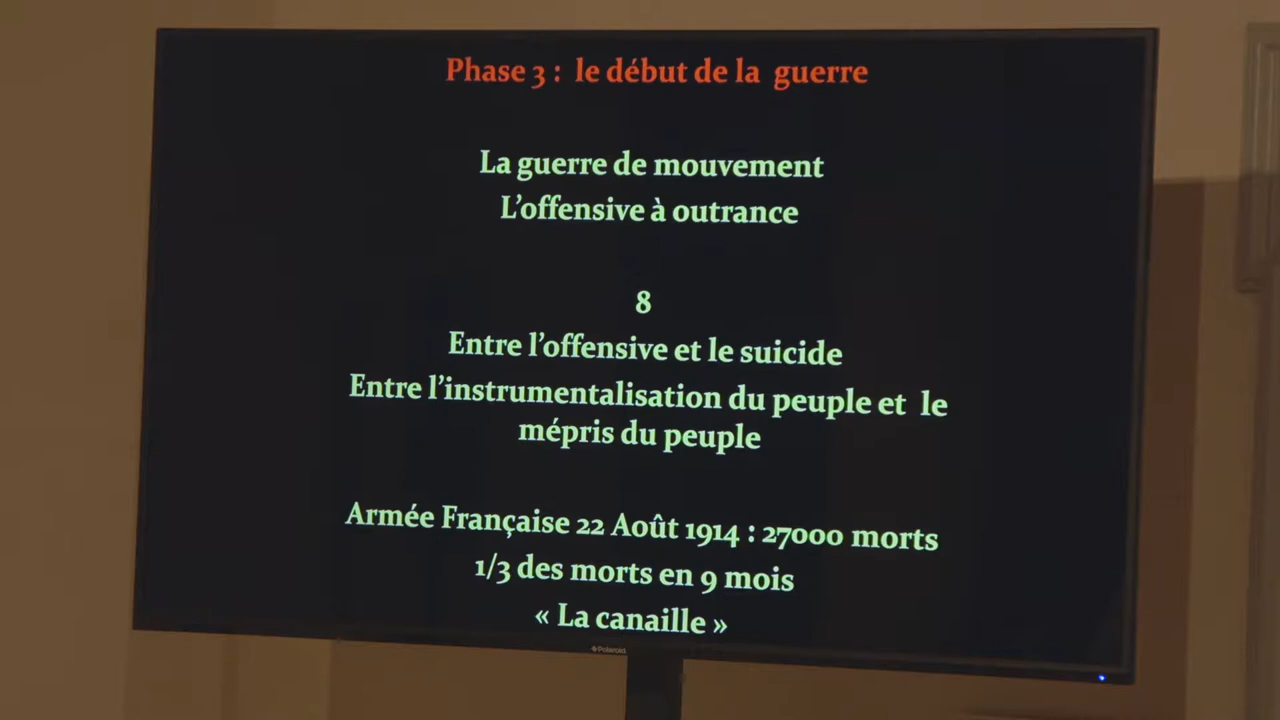 Phase 3 : le début de la guerre
La guerre de mouvement
L'offensive à outrance
8
Entre l'offensive et le suicide
Entre l'instrumentalisation du peuple et le
mépris du peuple
Armée Française 22 Août 1914 : 27000 morts
1/3 des morts en 9 mois
« La canaille »
Polaroid